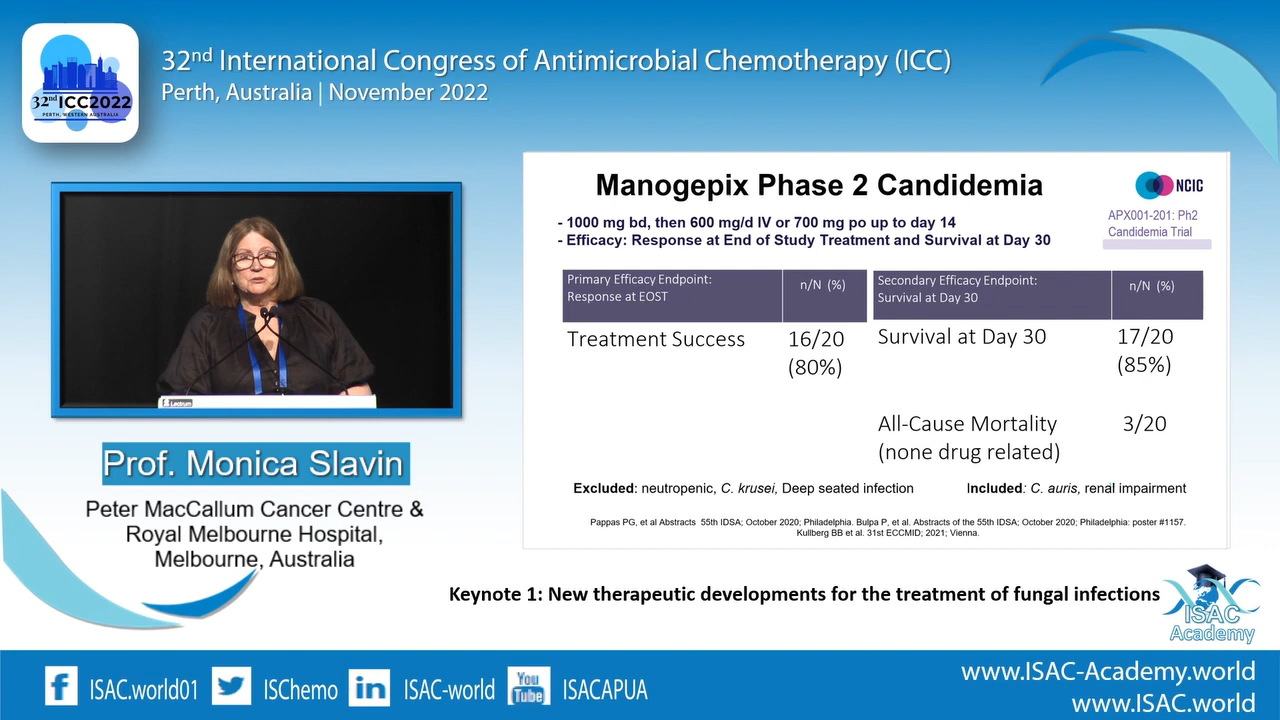 32nd International Congress of Antimicrobial Chemotherapy (ICC)
Perth, Australia | November 2022
32nd ICC2022
PERTH, WESTERN AUSTRALIA
Lectrum
Prof. Monica Slavin
Peter MacCallum Cancer Centre &
Royal Melbourne Hospital,
Melbourne, Australia
Manogepix Phase 2 Candidemia
NCIC
APX001-201: Ph2
Candidemia Trial
- 1000 mg bd, then 600 mg/d IV or 700 mg po up to day 14
- Efficacy: Response at End of Study Treatment and Survival at Day 30
Primary Efficacy Endpoint:
Response at EOST
n/N (%)
Secondary Efficacy Endpoint:
Survival at Day 30
n/N (%)
Treatment Success
16/20
(80%)
Survival at Day 30
17/20
(85%)
All-Cause Mortality
(none drug related)
3/20
Excluded: neutropenic, C. krusei, Deep seated infection
Included: C. auris, renal impairment
Pappas PG, et al Abstracts 55th IDSA; October 2020; Philadelphia. Bulpa P, et al. Abstracts of the 55th IDSA; October 2020; Philadelphia: poster #1157.
Kullberg BB et al. 31st ECCMID; 2021; Vienna.
Keynote 1: New therapeutic developments for the treatment of fungal infections
ISAC
Academy
f ISAC.world01
ISChemo
in ISAC-world
You
Tube
ISACAPUA
www.ISAC-Academy.world
www.ISAC.world